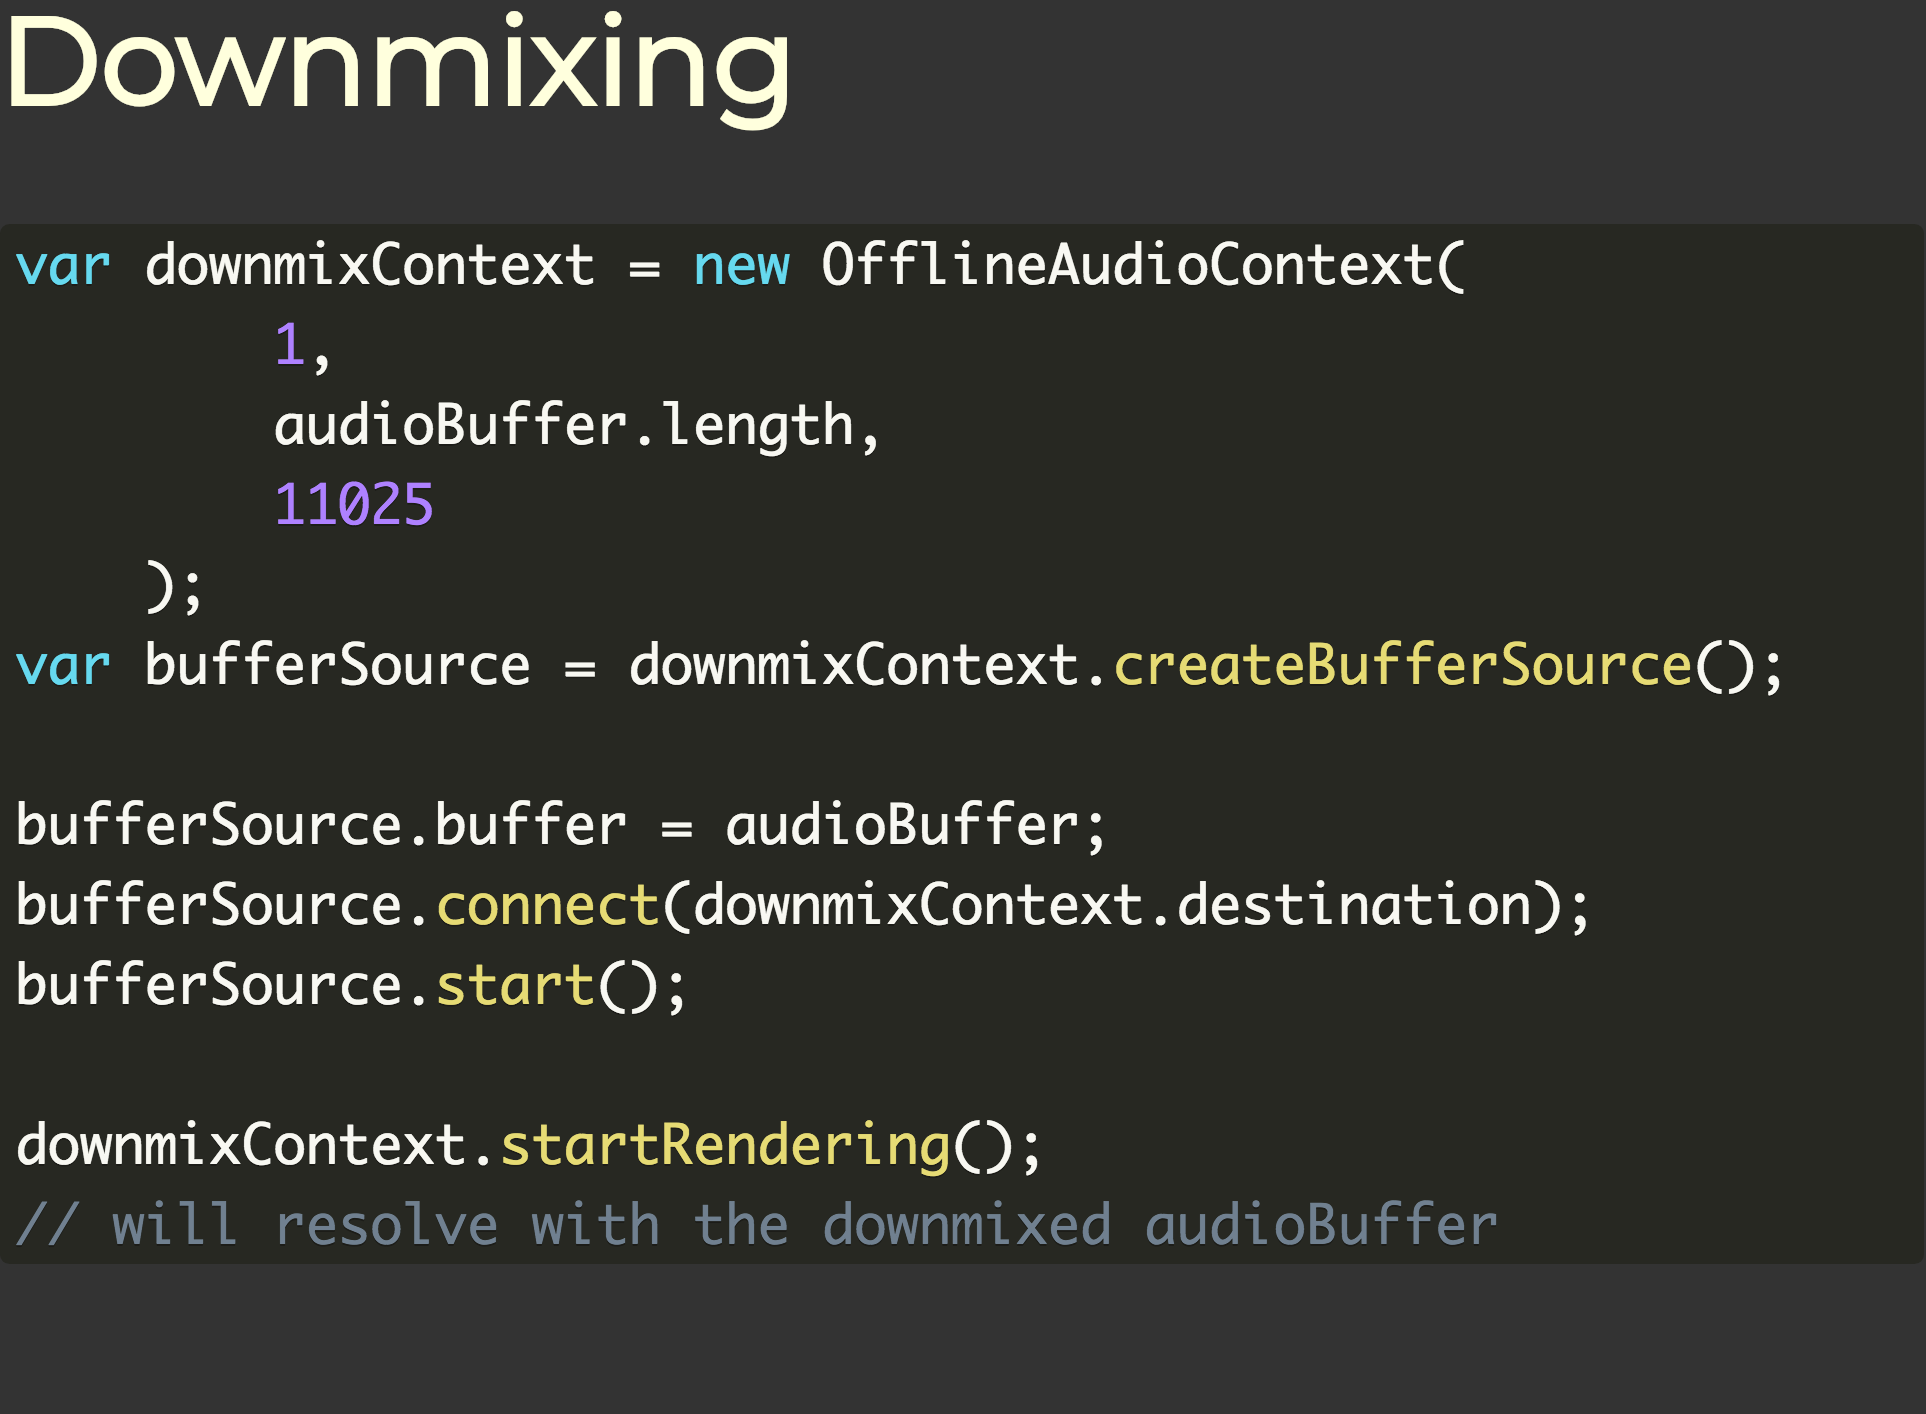 Downmixing
var downmixContext = new OfflineAudioContext(
        1,
        audioBuffer.length,
        11025
    );
var bufferSource = downmixContext.createBufferSource();

bufferSource.buffer = audioBuffer;
bufferSource.connect(downmixContext.destination);
bufferSource.start();

downmixContext.startRendering();
// will resolve with the downmixed audioBuffer